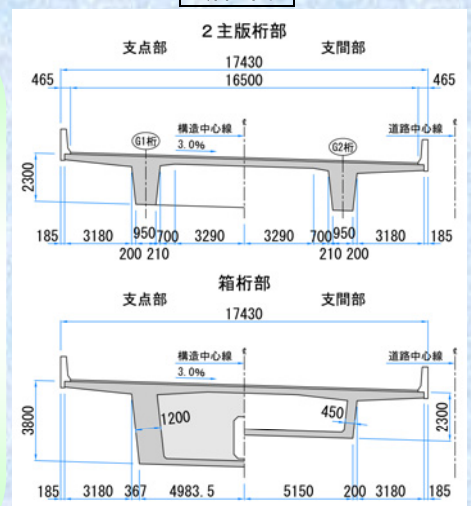 2主版桁部
支点部 支間部
17430
465 16500 465
構造中心線 道路中心線
G1桁 3.0% G2桁
2300
185 3180 950 700 3290 3290 700 950 3180 185
200 210 210 200
箱桁部
支点部 支間部
17430
構造中心線 道路中心線
3.0%
3800 1200 450 2300
185 3180 367 4983.5 5150 200 3180 185